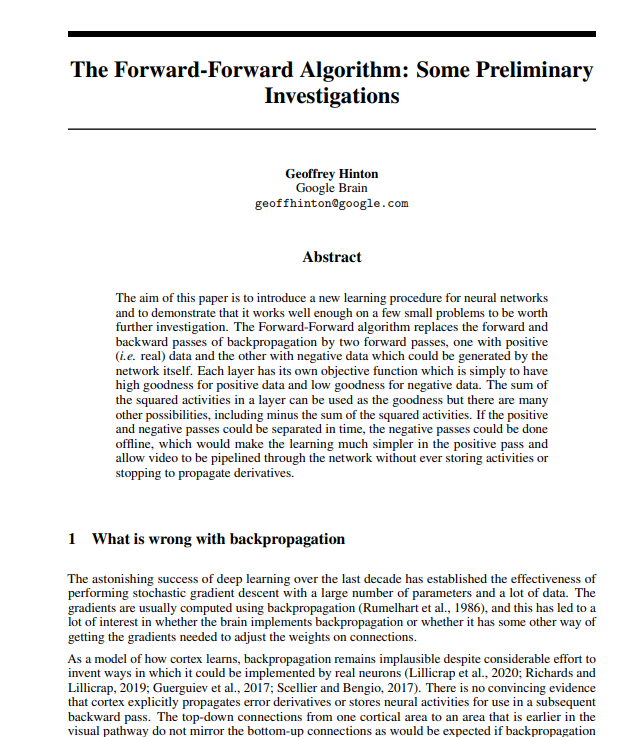 The Forward-Forward Algorithm: Some Preliminary
Investigations
Geoffrey Hinton
Google Brain
geoffhinton@google.com
Abstract
The aim of this paper is to introduce a new learning procedure for neural networks
and to demonstrate that it works well enough on a few small problems to be worth
further investigation. The Forward-Forward algorithm replaces the forward and
backward passes of backpropagation by two forward passes, one with positive
(i.e. real) data and the other with negative data which could be generated by the
network itself. Each layer has its own objective function which is simply to have
high goodness for positive data and low goodness for negative data. The sum of
the squared activities in a layer can be used as the goodness but there are many
other possibilities, including minus the sum of the squared activities. If the positive
and negative passes could be separated in time, the negative passes could be done
offline, which would make the learning much simpler in the positive pass and
allow video to be pipelined through the network without ever storing activities or
stopping to propagate derivatives.
1 What is wrong with backpropagation
The astonishing success of deep learning over the last decade has established the effectiveness of
performing stochastic gradient descent with a large number of parameters and a lot of data. The
gradients are usually computed using backpropagation (Rumelhart et al., 1986), and this has led to a
lot of interest in whether the brain implements backpropagation or whether it has some other way of
getting the gradients needed to adjust the weights on connections.
As a model of how cortex learns, backpropagation remains implausible despite considerable effort to
invent ways in which it could be implemented by real neurons (Lillicrap et al., 2020; Richards and
Lillicrap, 2019; Guerguiev et al., 2017; Scellier and Bengio, 2017). There is no convincing evidence
that cortex explicitly propagates error derivatives or stores neural activities for use in a subsequent
backward pass. The top-down connections from one cortical area to an area that is earlier in the
visual pathway do not mirror the bottom-up connections as would be expected if backpropagation